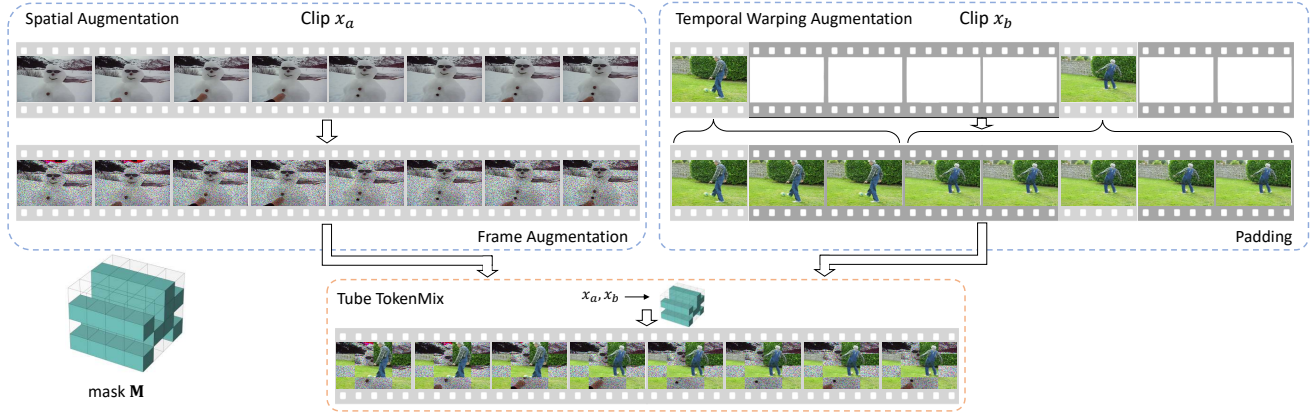 Spatial Augmentation
Clip x_a
Temporal Warping Augmentation
Clip x_b
Frame Augmentation
Padding
Tube TokenMix
x_a, x_b
mask M